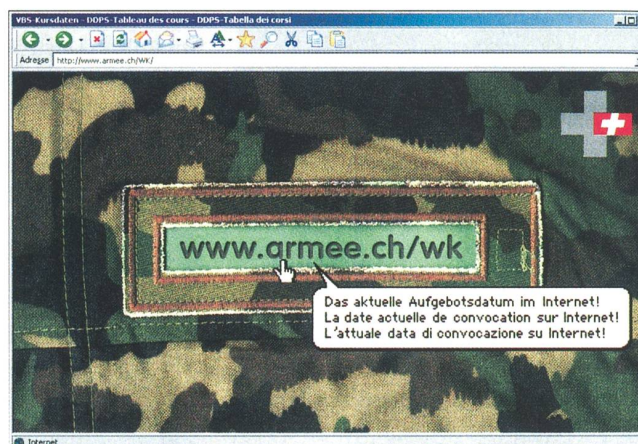 VBS-Kursdaten - DDPS-Tableau des cours - DDPS-Tabella dei corsi
Adresse http://www.armee.ch/WK/
www.armee.ch/wk
Das aktuelle Aufgebotsdatum im Internet!
La date actuelle de convocation sur Internet!
L'attuale data di convocazione su Internet!
Internet